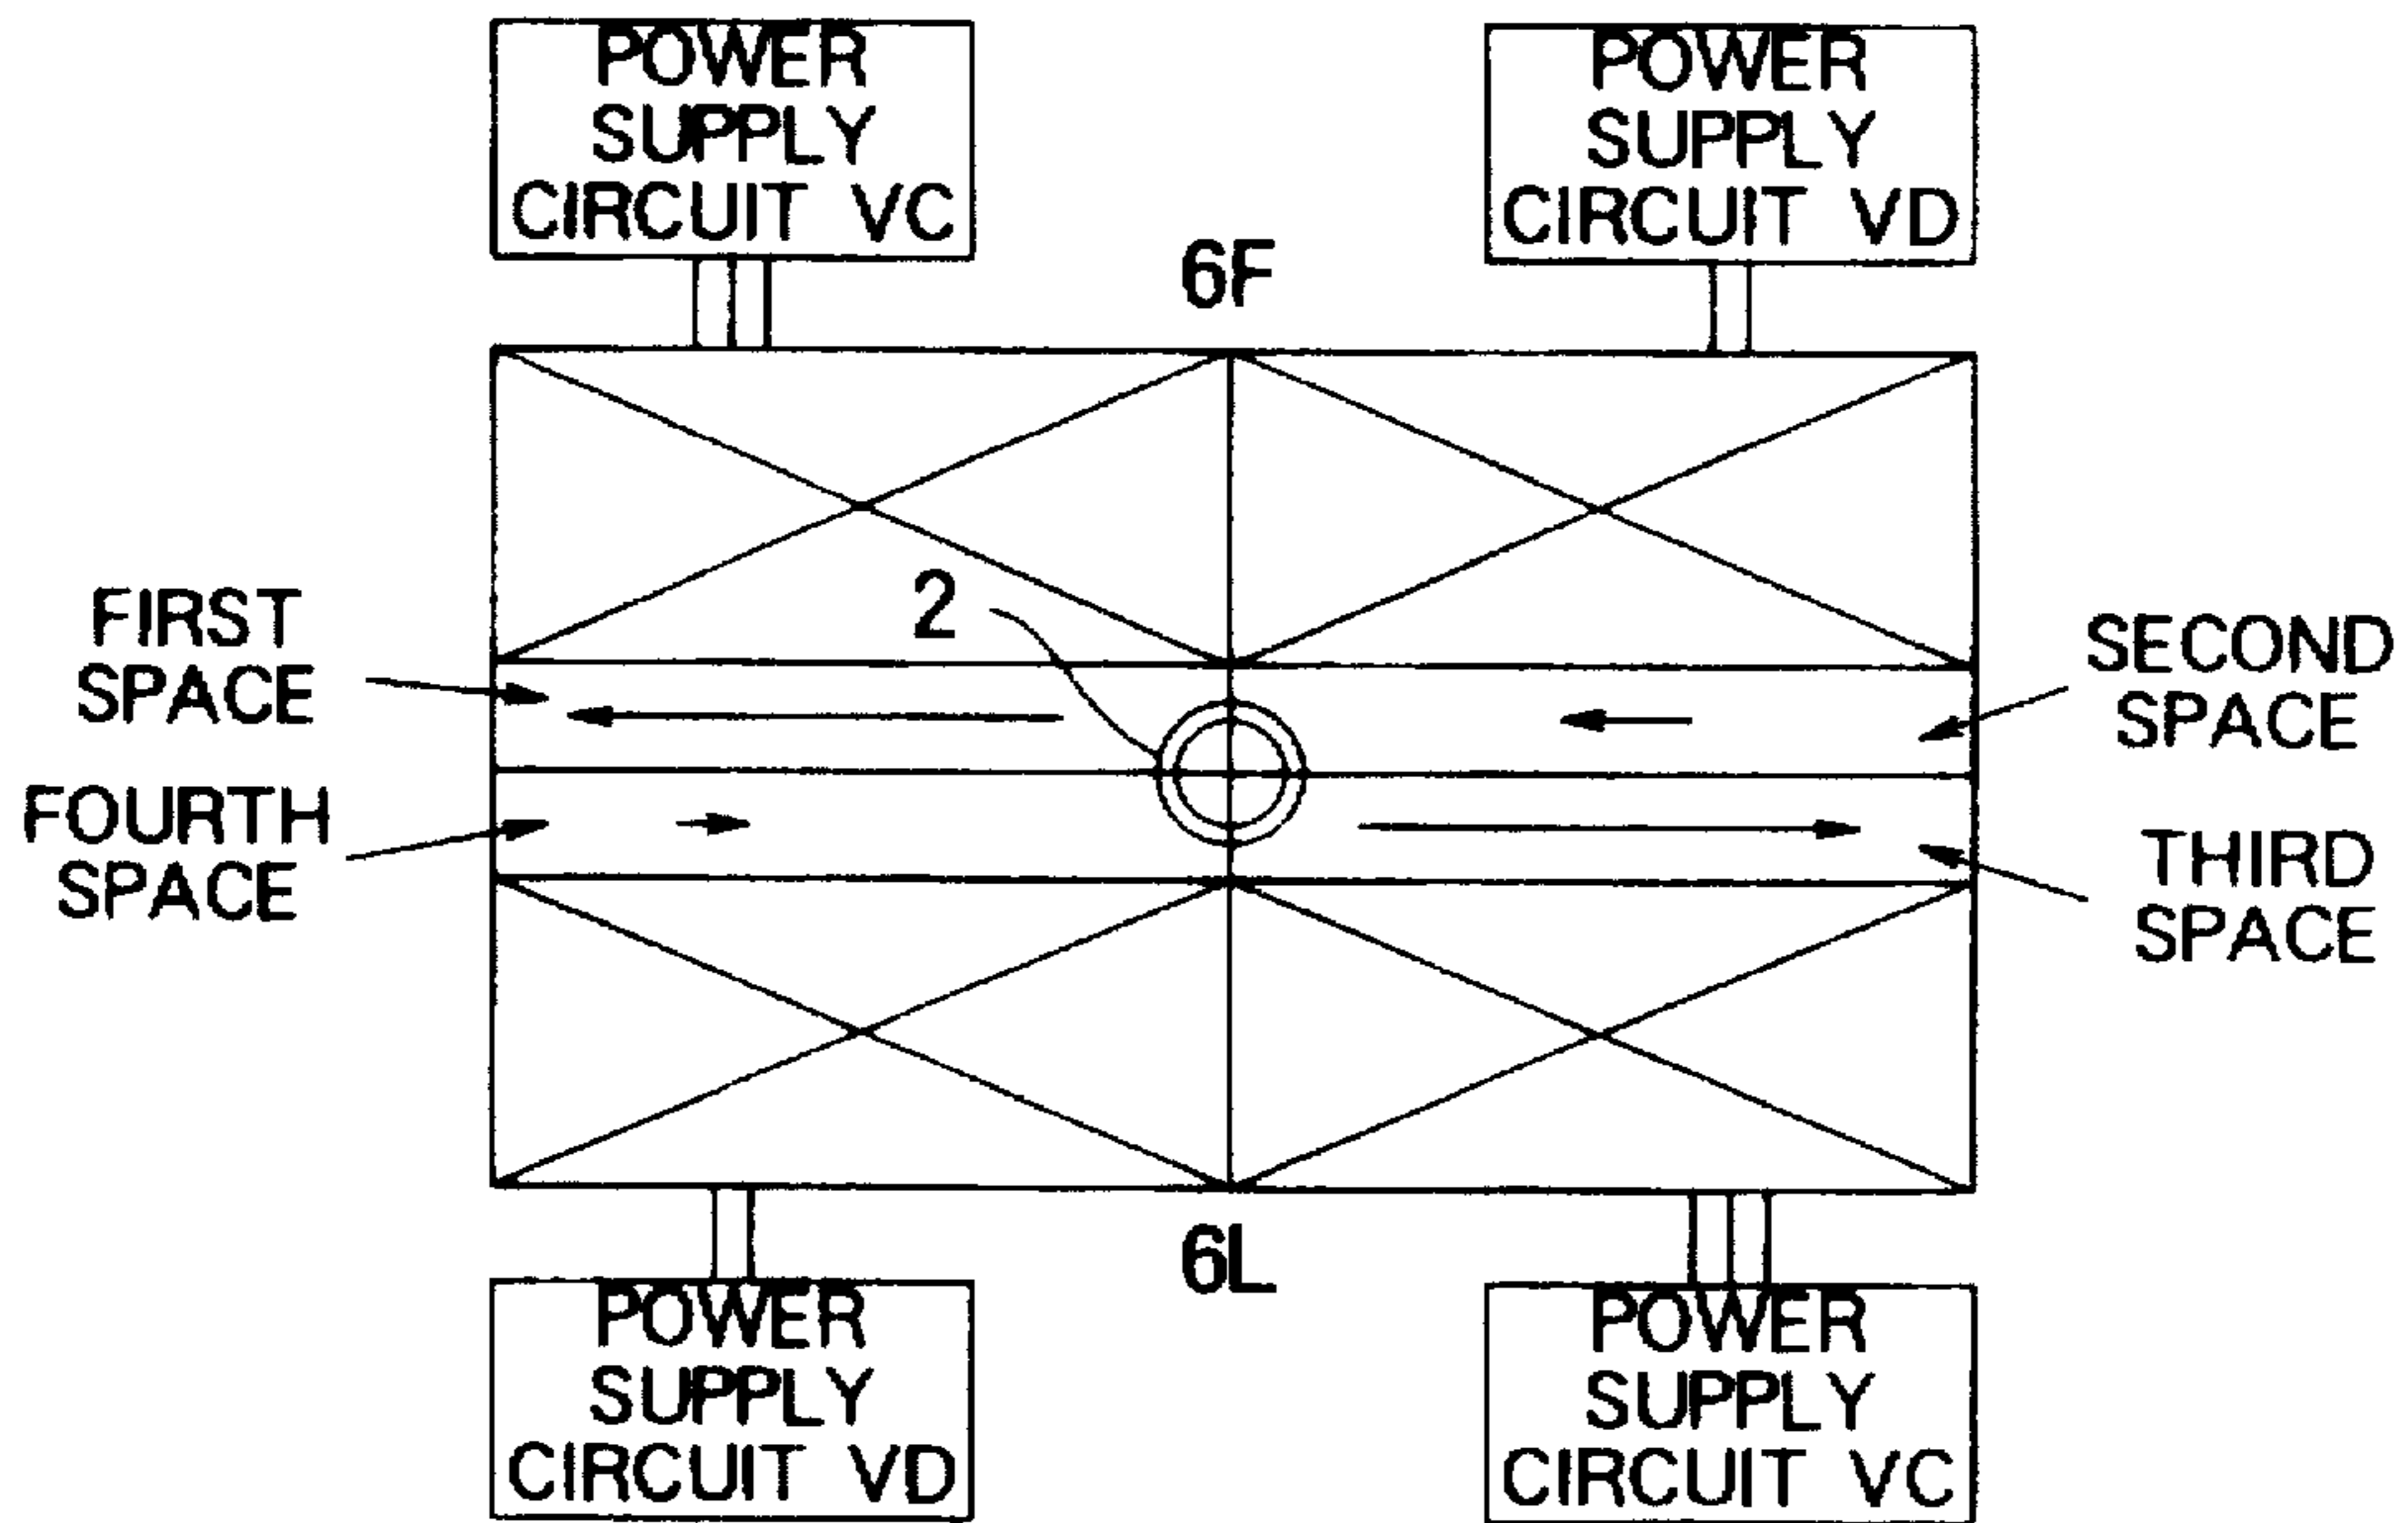 POWER
SUPPLY
CIRCUIT VC
POWER
SUPPLY
CIRCUIT VD
6F
2
FIRST
SPACE
SECOND
SPACE
FOURTH
SPACE
THIRD
SPACE
6L
POWER
SUPPLY
CIRCUIT VD
POWER
SUPPLY
CIRCUIT VC